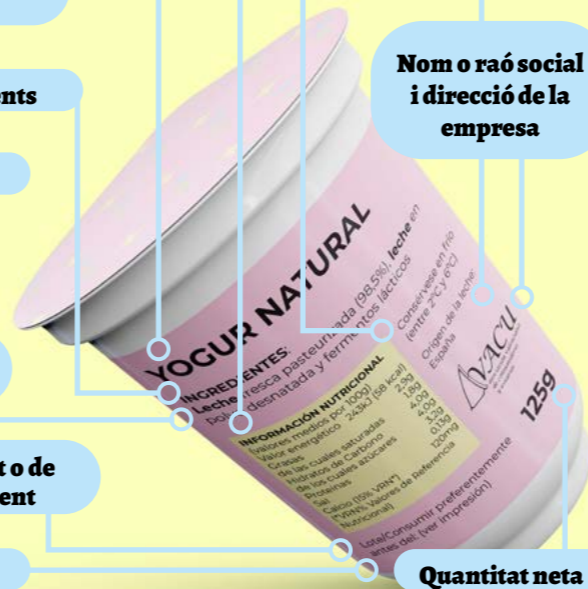 ents
Nom o raó social
i direcció de la
empresa
YOGUR NATURAL
INGREDIENTES:
Leche fresca pasteurizada (98,5%), leche en
polvo desnatada y fermentos lácticos
INFORMACIÓN NUTRICIONAL
(valores medios por 100g)
Valor energético 243kJ (58 kcal)
Grasas 2,9g
de las cuales saturadas 1,8g
Hidratos de Carbono 4,0g
de los cuales azúcares 4,0g
Proteínas 3,2g
Sal 0,13g
Calcio (15% VRN*) 120mg
(*VRN% Valores de Referencia
Nutricional)
Consérvese en frío
(entre 2ºC y 6ºC)
Origen de la leche:
España
VACU
125g
Lote/Consumir preferentemente
antes del: (ver impresión)
t o de
ent
Quantitat neta